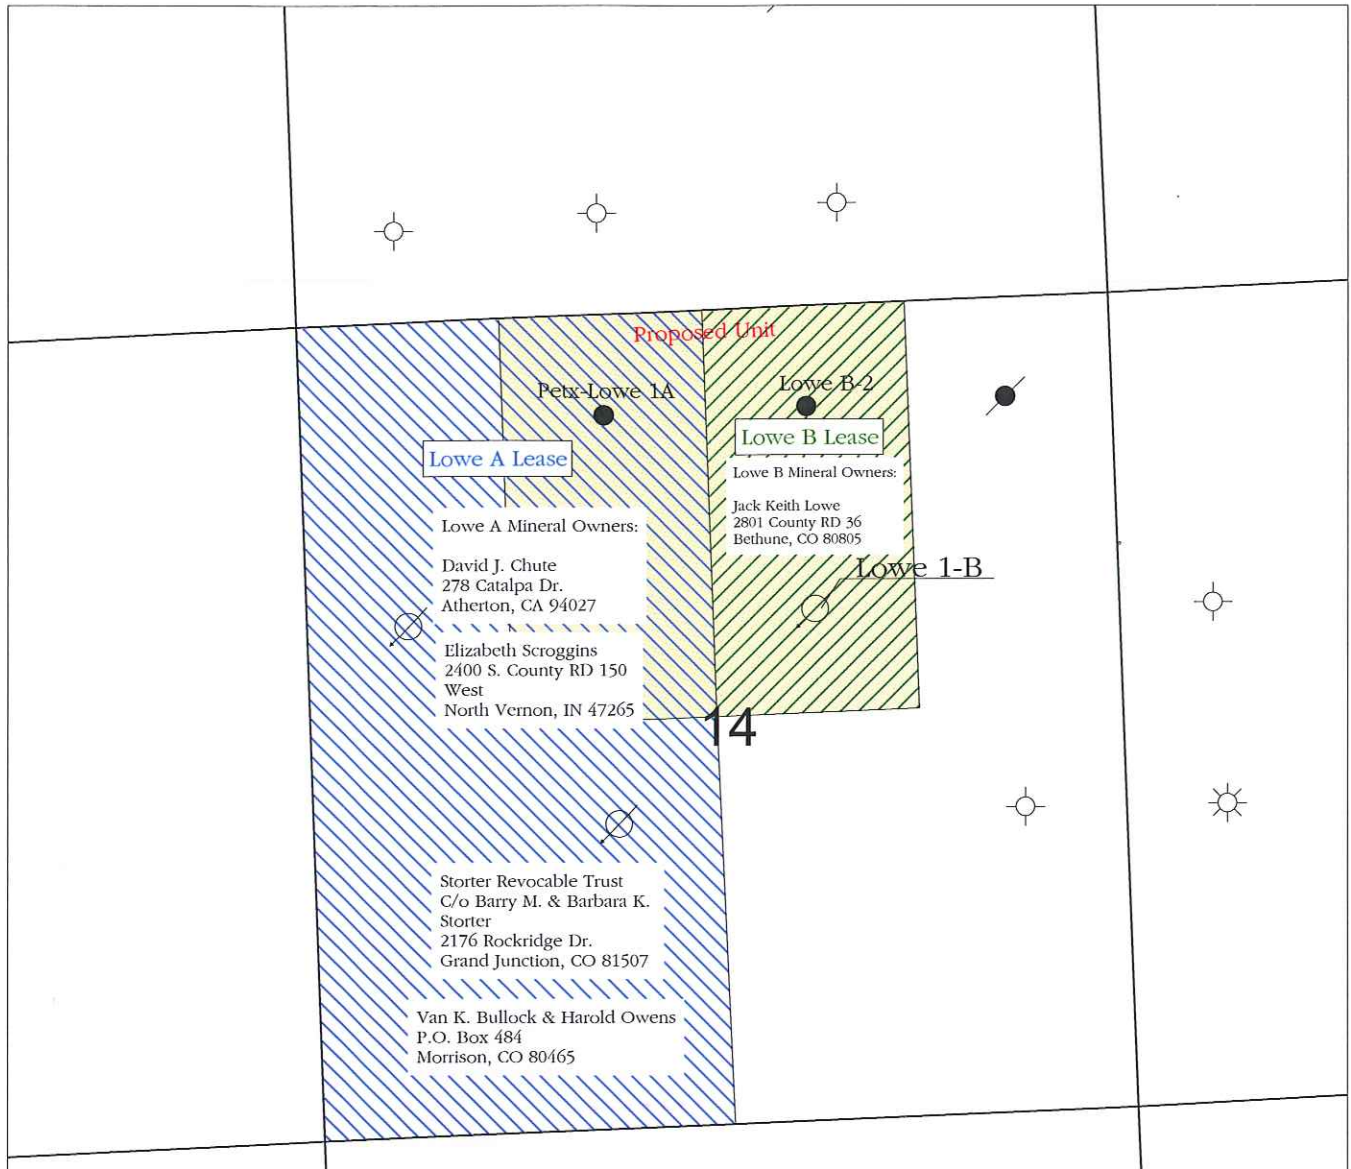 Proposed Unit
Petx-Lowe 1A
Lowe B-2
Lowe A Lease
Lowe B Lease
Lowe B Mineral Owners:
Jack Keith Lowe
2801 County RD 36
Bethune, CO 80805
Lowe A Mineral Owners:
David J. Chute
278 Catalpa Dr.
Atherton, CA 94027
Lowe 1-B
Elizabeth Scroggins
2400 S. County RD 150
West
North Vernon, IN 47265
14
Storter Revocable Trust
C/o Barry M. & Barbara K.
Storter
2176 Rockridge Dr.
Grand Junction, CO 81507
Van K. Bullock & Harold Owens
P.O. Box 484
Morrison, CO 80465